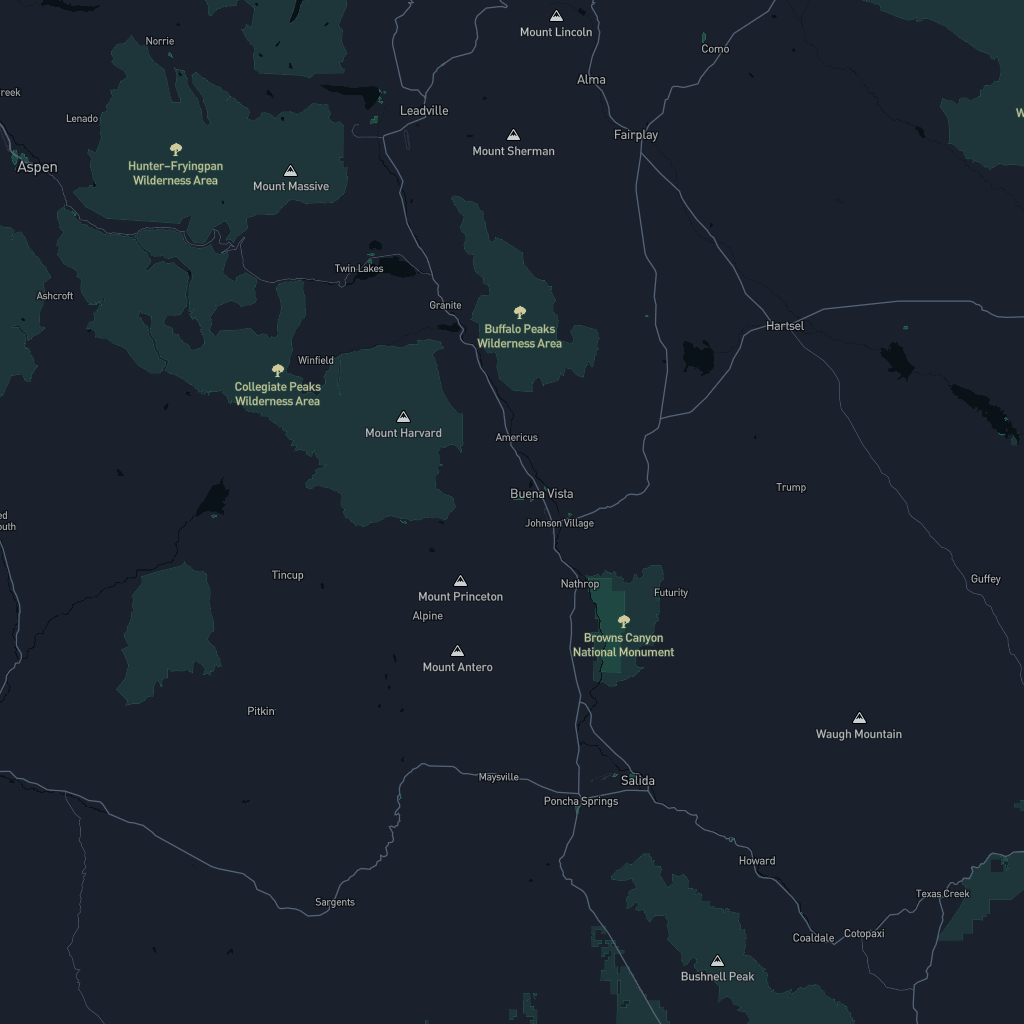 Mount Lincoln
Norrie
Como
Alma
reek
Leadville
Lenado
Fairplay
W
Mount Sherman
Aspen
Hunter–Fryingpan
Wilderness Area
Mount Massive
Twin Lakes
Ashcroft
Granite
Hartsel
Buffalo Peaks
Wilderness Area
Winfield
Collegiate Peaks
Wilderness Area
Mount Harvard
Americus
Trump
Buena Vista
ed
outh
Johnson Village
Tincup
Guffey
Nathrop
Futurity
Mount Princeton
Alpine
Browns Canyon
National Monument
Mount Antero
Pitkin
Waugh Mountain
Maysville
Salida
Poncha Springs
Howard
Texas Creek
Sargents
Coaldale
Cotopaxi
Bushnell Peak